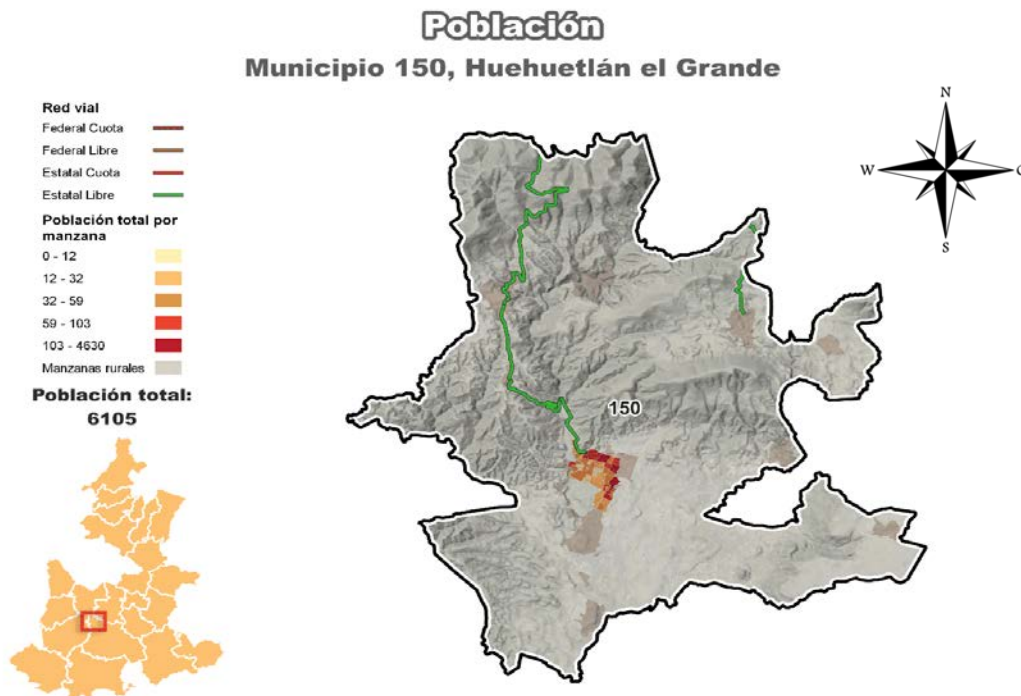 Población
Municipio 150, Huehuetlán el Grande
Red vial
Federal Cuota
Federal Libre
Estatal Cuota
Estatal Libre
Población total por
manzana
0 - 12
12 - 32
32 - 59
59 - 103
103 - 4630
Manzanas rurales
Población total:
6105
N
W
S
150